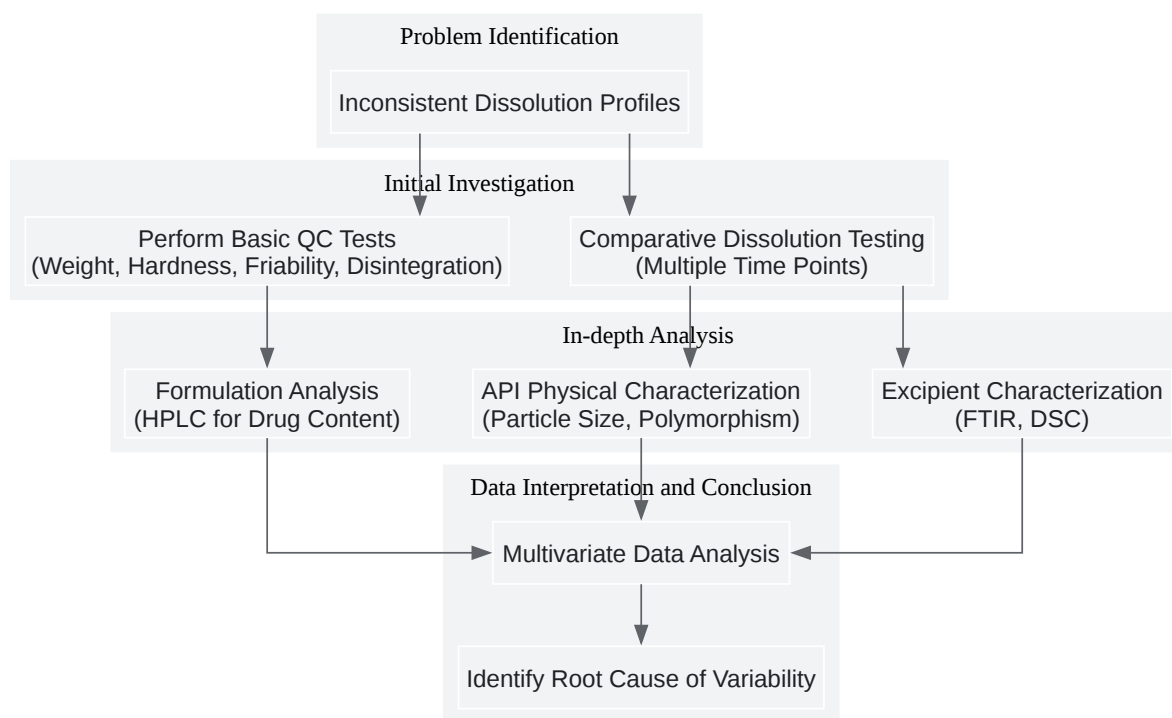 Problem Identification
Inconsistent Dissolution Profiles
Initial Investigation
Perform Basic QC Tests
(Weight, Hardness, Friability, Disintegration)
Comparative Dissolution Testing
(Multiple Time Points)
In-depth Analysis
Formulation Analysis
(HPLC for Drug Content)
API Physical Characterization
(Particle Size, Polymorphism)
Excipient Characterization
(FTIR, DSC)
Data Interpretation and Conclusion
Multivariate Data Analysis
Identify Root Cause of Variability